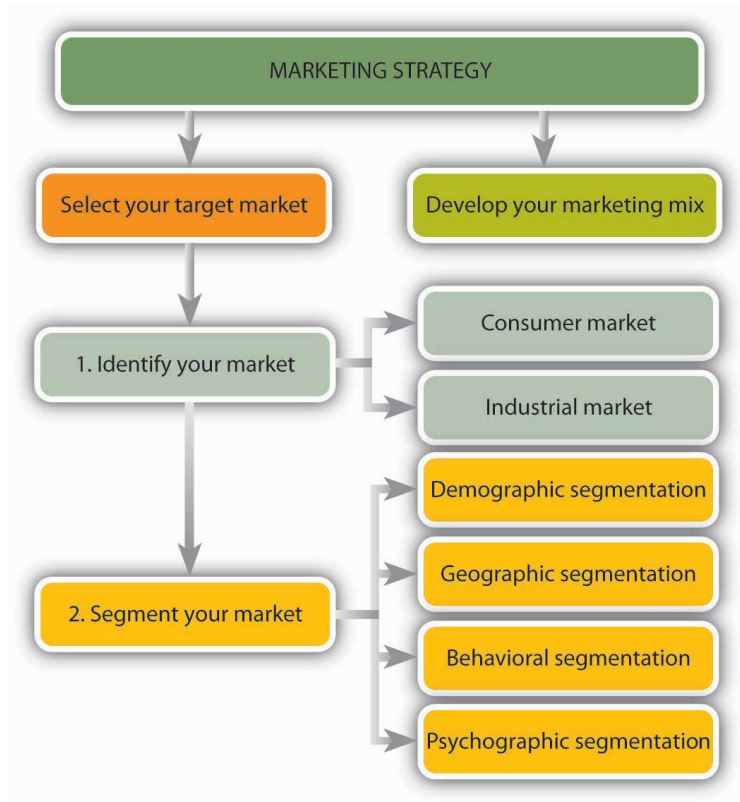 MARKETING STRATEGY
Select your target market
Develop your marketing mix
1. Identify your market
Consumer market
Industrial market
2. Segment your market
Demographic segmentation
Geographic segmentation
Behavioral segmentation
Psychographic segmentation